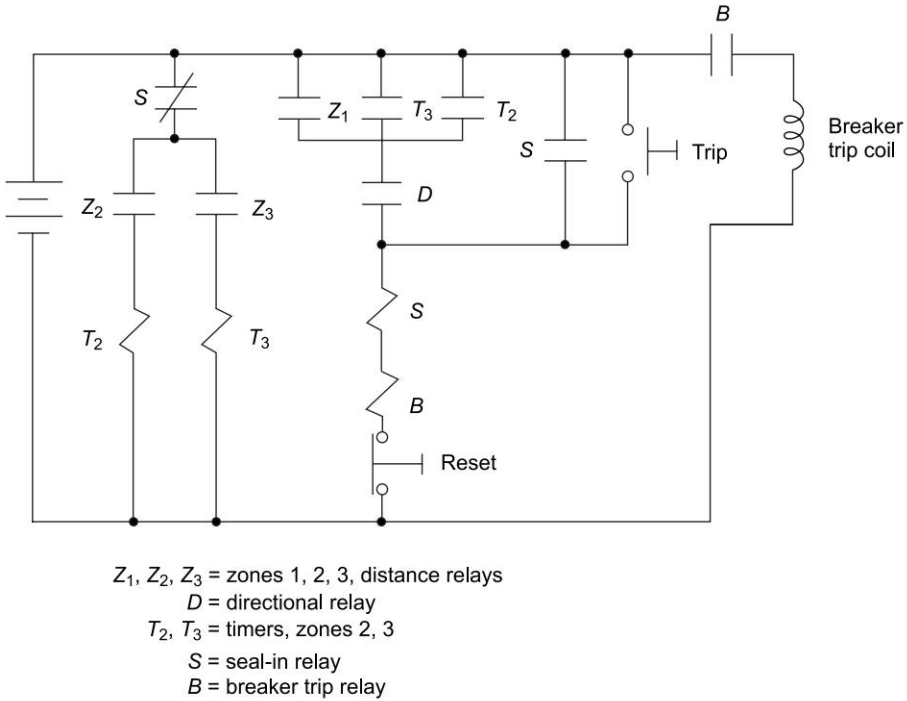 B
S
Z1
T3
T2
S
Trip
Breaker
trip coil
Z2
Z3
D
T2
T3
S
B
Reset
Z1, Z2, Z3 = zones 1, 2, 3, distance relays
D = directional relay
T2, T3 = timers, zones 2, 3
S = seal-in relay
B = breaker trip relay